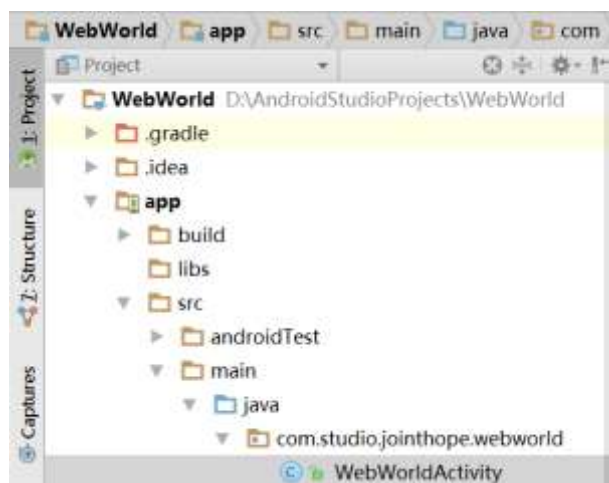 WebWorld app src main java com
Project
WebWorld D:\AndroidStudioProjects\WebWorld
.gradle
.idea
app
build
libs
src
androidTest
main
java
com.studio.jointhope.webworld
WebWorldActivity
1: Project
7: Structure
Captures